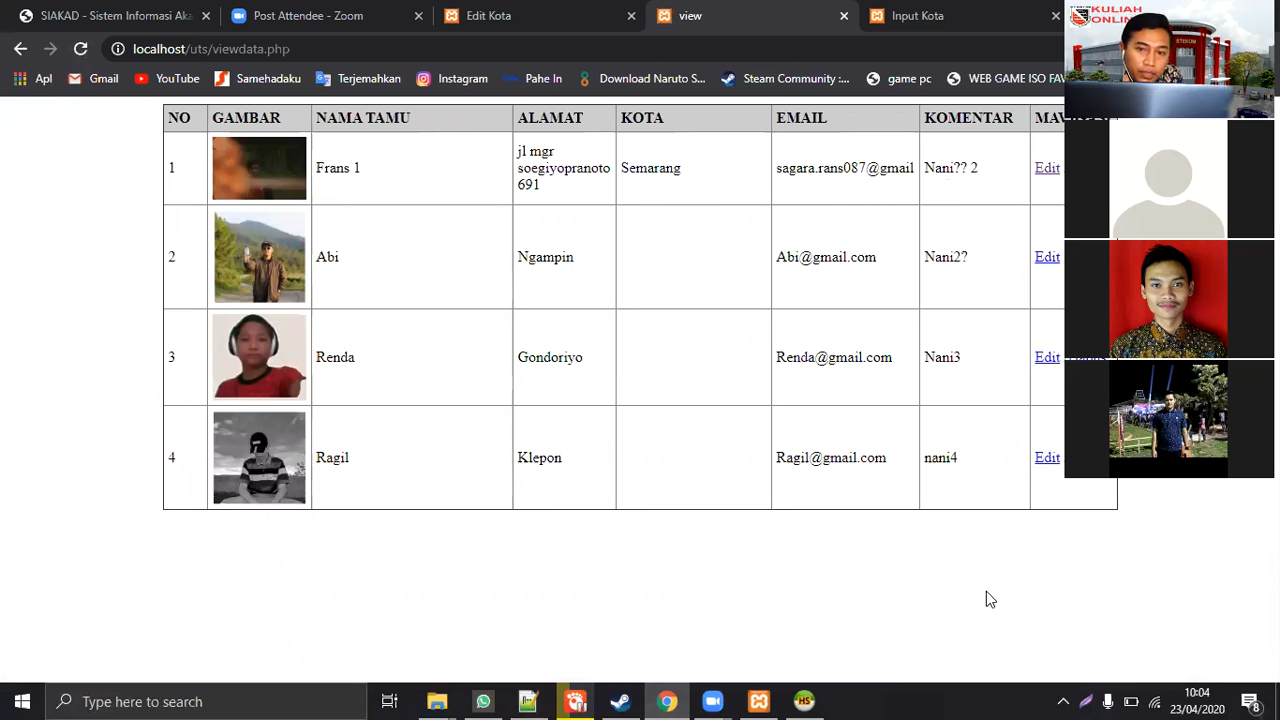 SIAKAD - Sistem Informasi Ak
Post Attendee - Zoom
Edit Kota
view
Input Kota
KULIAH
ONLINE
localhost/uts/viewdata.php
STEKOM
Apl
Gmail
YouTube
Samehadaku
Pahe In
Download Naruto S...
Steam Community :...
game pc
WEB GAME ISO FAV
NO GAMBAR NAMA TAMU ALAMAT KOTA EMAIL KOMENTAR
1 Frans 1 jl mgr soegiyopranoto 691 Semarang sagara.rans087@gmail Nani?? 2 Edit
2 Abi Ngampin Abi@gmail.com Nani2? Edit
3 Renda Gondoriyo Renda@gmail.com Nani3 Edit
4 Ragil Klepon Ragil@gmail.com nani4 Edit
Type here to search
HS
10:04
23/04/2020
8